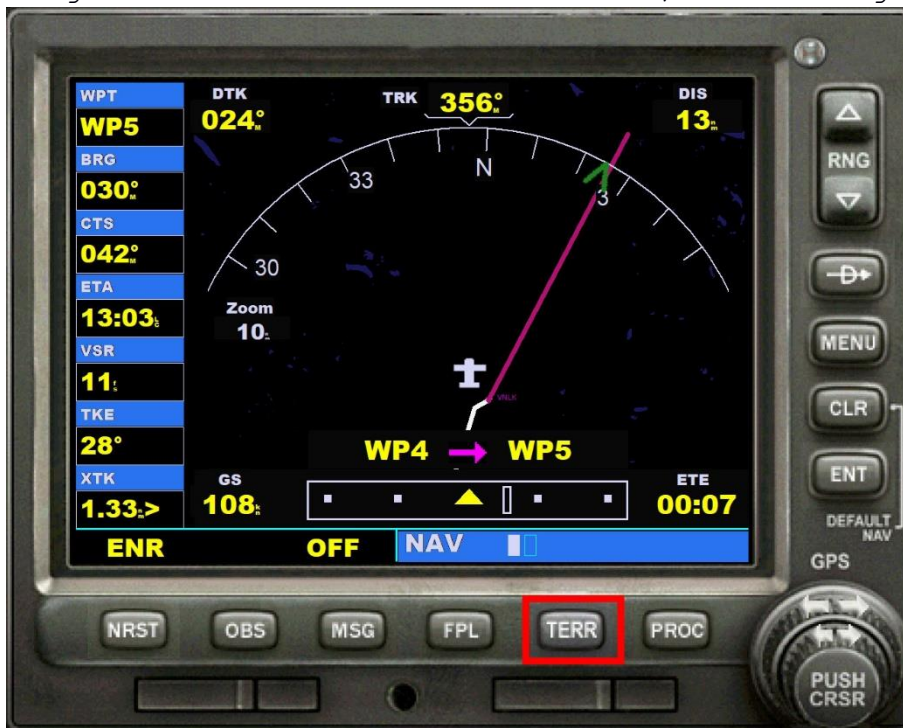 WPT
WP5
BRG
030°M
CTS
042°M
ETA
13:03
VSR
11
TKE
28°
XTK
1.33 >
DTK
024°M
TRK 356°M
DIS
13
33
N
3
30
Zoom
10
VNLK
WP4 WP5
GS
108
ETE
00:07
ENR OFF NAV
RNG
D
MENU
CLR
ENT
DEFAULT
NAV
GPS
NRST OBS MSG FPL TERR PROC
PUSH
CRSR